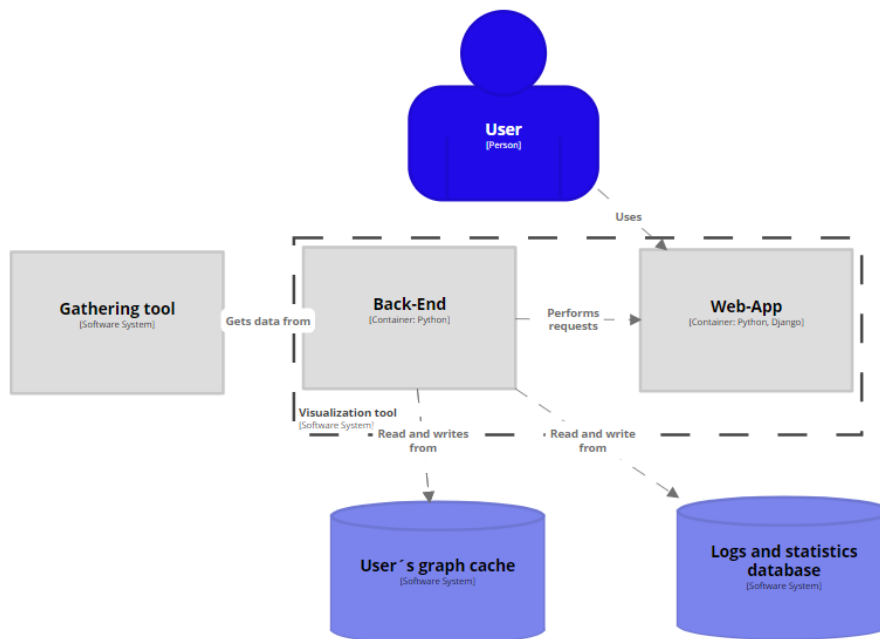 User
[Person]
Uses
Gathering tool
[Software System]
Gets data from
Back-End
[Container: Python]
Performs
requests
Web-App
[Container: Python, Django]
Visualization tool
[Software System]
Read and writes
from
Read and write
from
User´s graph cache
[Software System]
Logs and statistics
database
[Software System]